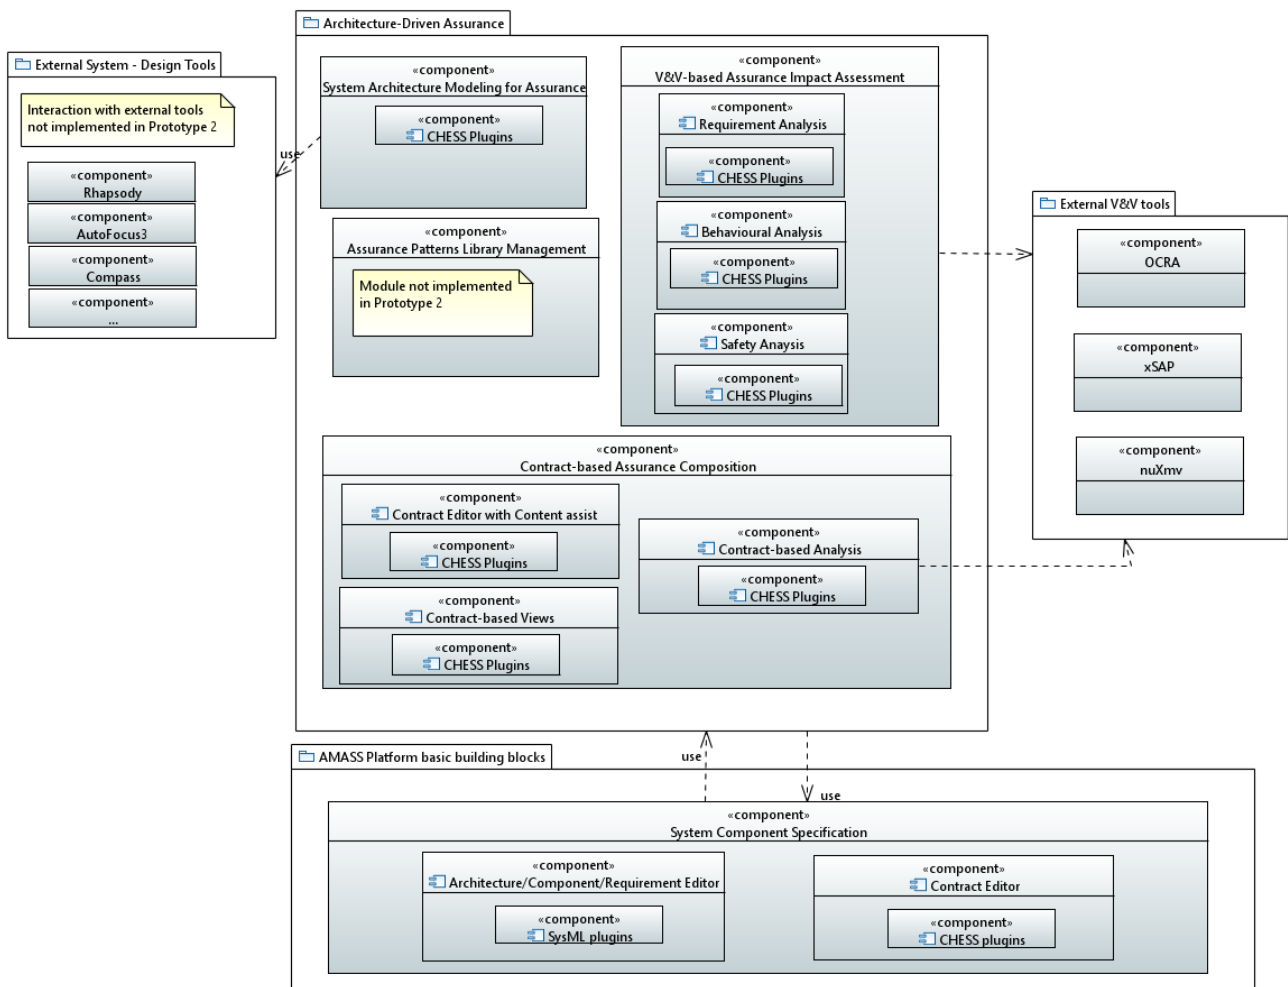 Architecture-Driven Assurance
External System - Design Tools
Interaction with external tools
not implemented in Prototype 2
«component»
Rhapsody
«component»
AutoFocus3
«component»
Compass
«component»
...
use
«component»
System Architecture Modeling for Assurance
«component»
CHESS Plugins
«component»
Assurance Patterns Library Management
Module not implemented
in Prototype 2
«component»
V&V-based Assurance Impact Assessment
«component»
Requirement Analysis
«component»
CHESS Plugins
«component»
Behavioural Analysis
«component»
CHESS Plugins
«component»
Safety Anaysis
«component»
CHESS Plugins
External V&V tools
«component»
OCRA
«component»
xSAP
«component»
nuXmv
«component»
Contract-based Assurance Composition
«component»
Contract Editor with Content assist
«component»
CHESS Plugins
«component»
Contract-based Views
«component»
CHESS Plugins
«component»
Contract-based Analysis
«component»
CHESS Plugins
use
use
AMASS Platform basic building blocks
«component»
System Component Specification
«component»
Architecture/Component/Requirement Editor
«component»
SysML plugins
«component»
Contract Editor
«component»
CHESS plugins